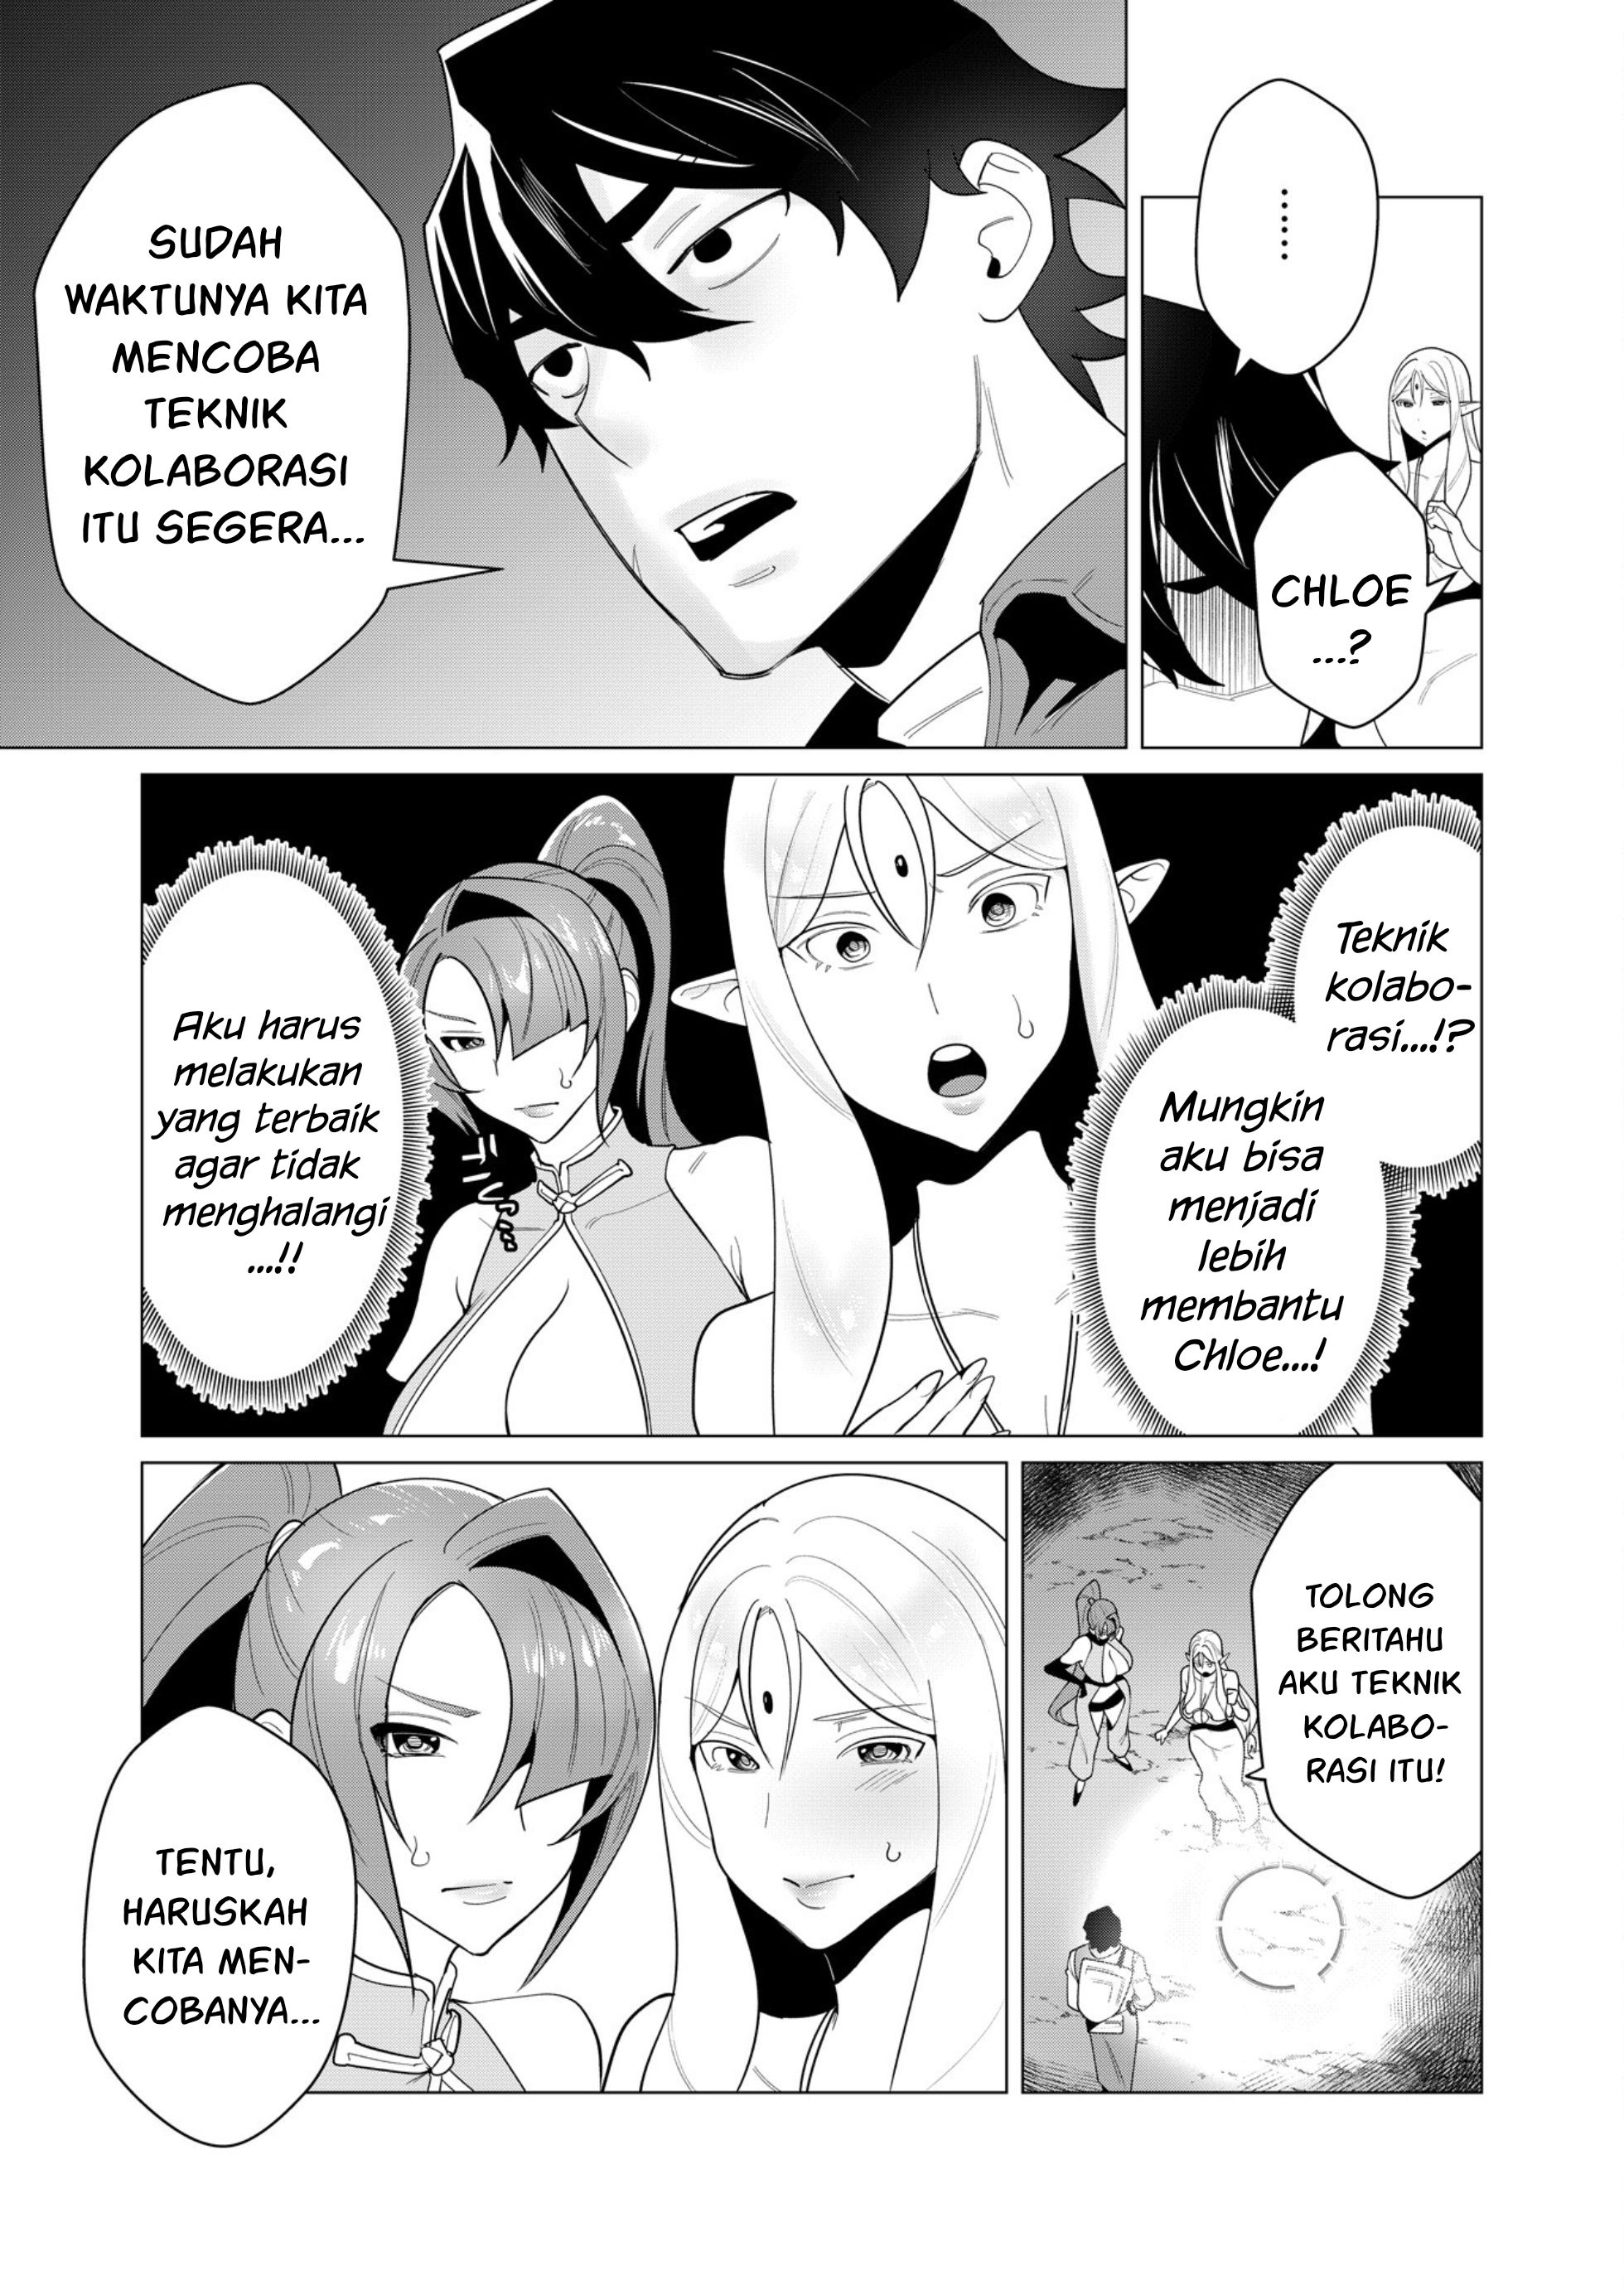 ......
CHLOE
...?
SUDAH
WAKTUNYA KITA
MENCOBA
TEKNIK
KOLABORASI
ITU SEGERA...
Teknik
kolabo-
rasi...!?
Mungkin
aku bisa
menjadi
lebih
membantu
Chloe...!
Aku harus
melakukan
yang terbaik
agar tidak
menghalangi
...!!
TOLONG
BERITAHU
AKU TEKNIK
KOLABO-
RASI ITU!
TENTU,
HARUSKAH
KITA MEN-
COBANYA...